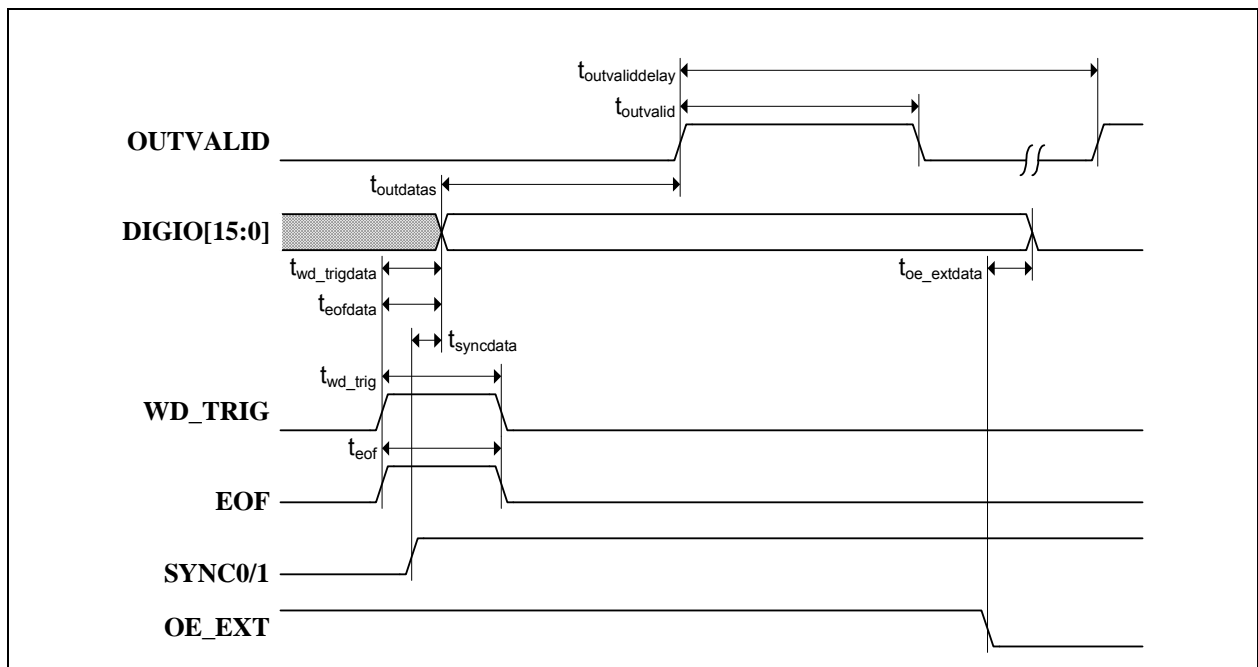 toutvaliddelay
toutvalid
OUTVALID
toutdatas
DIGIO[15:0]
twd_trigdata
toe_extdata
teofdata
tsyncdata
twd_trig
WD_TRIG
teof
EOF
SYNC0/1
OE_EXT